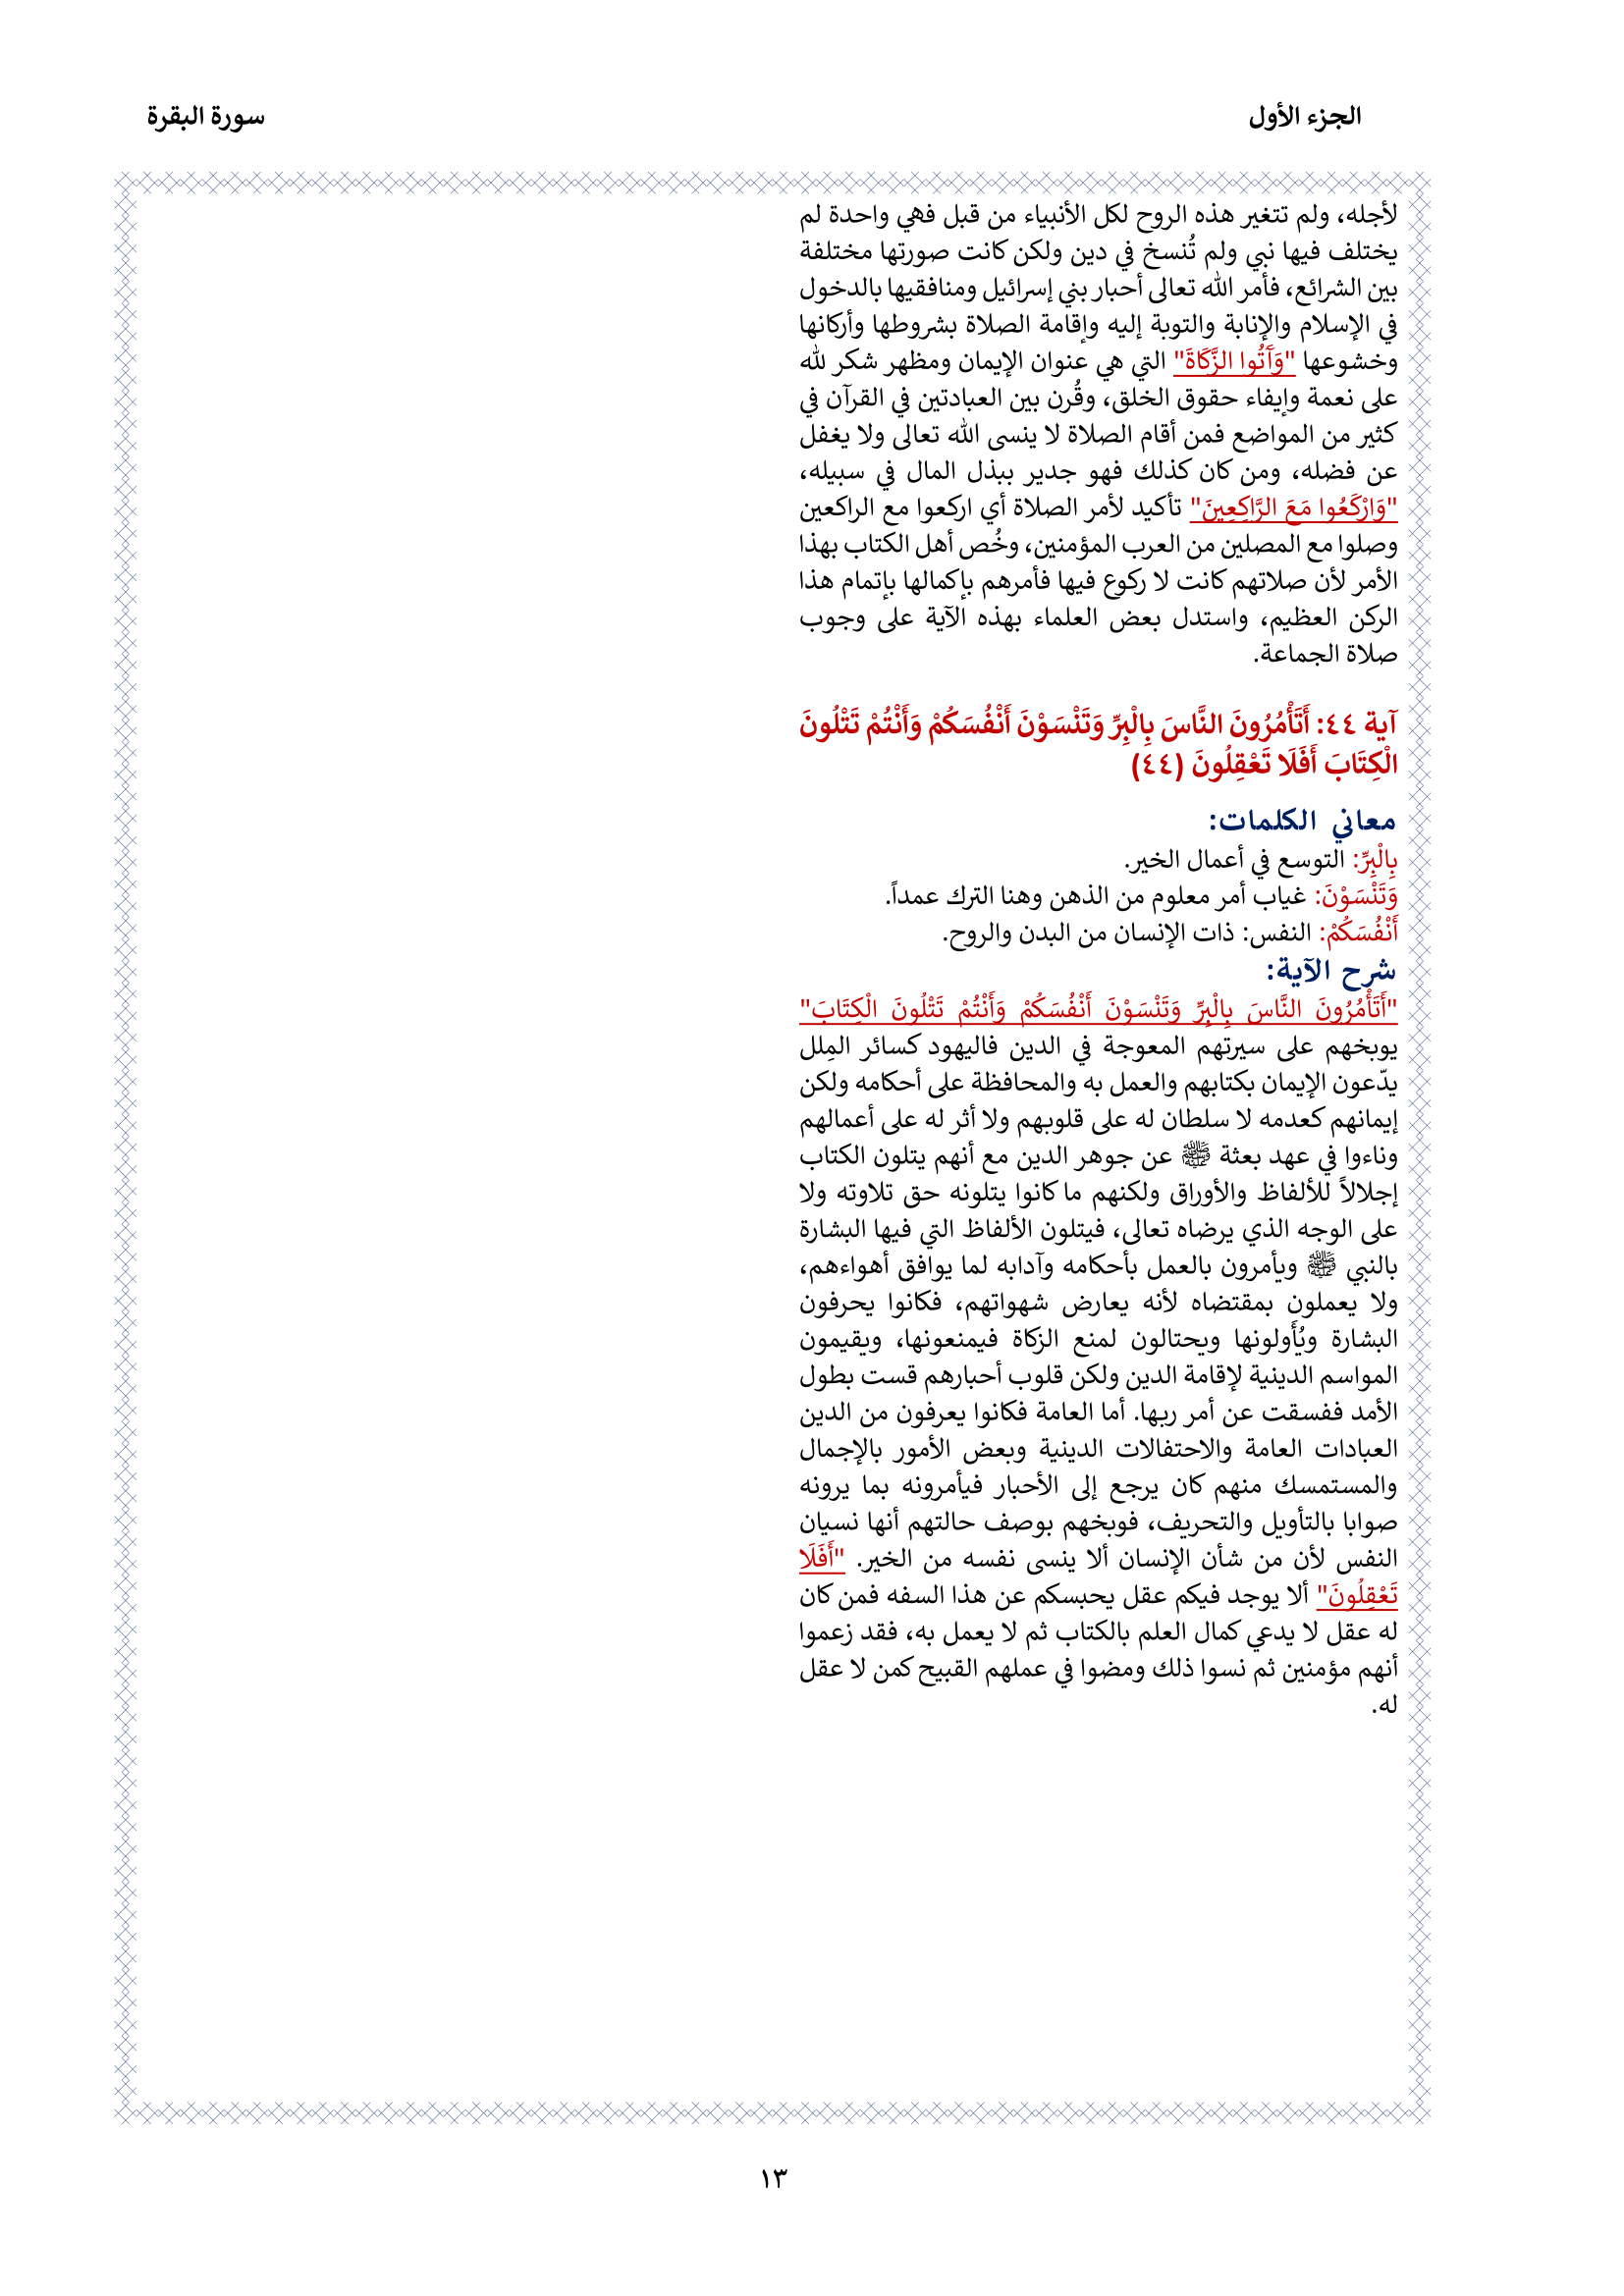 الجزء الأول
سورة البقرة
لأجله، ولم تتغير هذه الروح لكل الأنبياء من قبل فهي واحدة لم
يختلف فيها نبي ولم تُنسخ في دين ولكن كانت صورتها مختلفة
بين الشرائع، فأمر الله تعالى أحبار بني إسرائيل ومنافقيها بالدخول
في الإسلام والإنابة والتوبة إليه وإقامة الصلاة بشروطها وأركانها
وخشوعها "وَآَتُوا الزَّكَاةَ" التي هي عنوان الإيمان ومظهر شكر لله
على نعمة وإيفاء حقوق الخلق، وقُرن بين العبادتين في القرآن في
كثير من المواضع فمن أقام الصلاة لا ينسى الله تعالى ولا يغفل
عن فضله، ومن كان كذلك فهو جدير ببذل المال في سبيله،
"وَارْكَعُوا مَعَ الرَّاكِعِينَ" تأكيد لأمر الصلاة أي اركعوا مع الراكعين
وصلوا مع المصلين من العرب المؤمنين، وخُص أهل الكتاب بهذا
الأمر لأن صلاتهم كانت لا ركوع فيها فأمرهم بإكمالها بإتمام هذا
الركن العظيم، واستدل بعض العلماء بهذه الآية على وجوب
صلاة الجماعة.
آية ٤٤: أَتَأْمُرُونَ النَّاسَ بِالْبِرِّ وَتَنْسَوْنَ أَنْفُسَكُمْ وَأَنْتُمْ تَتْلُونَ
الْكِتَابَ أَفَلَا تَعْقِلُونَ (٤٤)
معاني الكلمات:
بِالْبِرِّ: التوسع في أعمال الخير.
وَتَنْسَوْنَ: غياب أمر معلوم من الذهن وهنا الترك عمداً.
أَنْفُسَكُمْ: النفس: ذات الإنسان من البدن والروح.
شرح الآية:
"أَتَأْمُرُونَ النَّاسَ بِالْبِرِّ وَتَنْسَوْنَ أَنْفُسَكُمْ وَأَنْتُمْ تَتْلُونَ الْكِتَابَ"
يوبخهم على سيرتهم المعوجة في الدين فاليهود كسائر المِلل
يدّعون الإيمان بكتابهم والعمل به والمحافظة على أحكامه ولكن
إيمانهم كعدمه لا سلطان له على قلوبهم ولا أثر له على أعمالهم
وناءوا في عهد بعثة ﷺ عن جوهر الدين مع أنهم يتلون الكتاب
إجلالاً للألفاظ والأوراق ولكنهم ما كانوا يتلونه حق تلاوته ولا
على الوجه الذي يرضاه تعالى، فيتلون الألفاظ التي فيها البشارة
بالنبي ﷺ ويأمرون بالعمل بأحكامه وآدابه لما يوافق أهواءهم،
ولا يعملون بمقتضاه لأنه يعارض شهواتهم، فكانوا يحرفون
البشارة ويُأَولونها ويحتالون لمنع الزكاة فيمنعونها، ويقيمون
المواسم الدينية لإقامة الدين ولكن قلوب أحبارهم قست بطول
الأمد ففسقت عن أمر ربها. أما العامة فكانوا يعرفون من الدين
العبادات العامة والاحتفالات الدينية وبعض الأمور بالإجمال
والمستمسك منهم كان يرجع إلى الأحبار فيأمرونه بما يرونه
صوابا بالتأويل والتحريف، فوبخهم بوصف حالتهم أنها نسيان
النفس لأن من شأن الإنسان ألا ينسى نفسه من الخير. "أَفَلَا
تَعْقِلُونَ" ألا يوجد فيكم عقل يحبسكم عن هذا السفه فمن كان
له عقل لا يدعي كمال العلم بالكتاب ثم لا يعمل به، فقد زعموا
أنهم مؤمنين ثم نسوا ذلك ومضوا في عملهم القبيح كمن لا عقل
له.
١٣